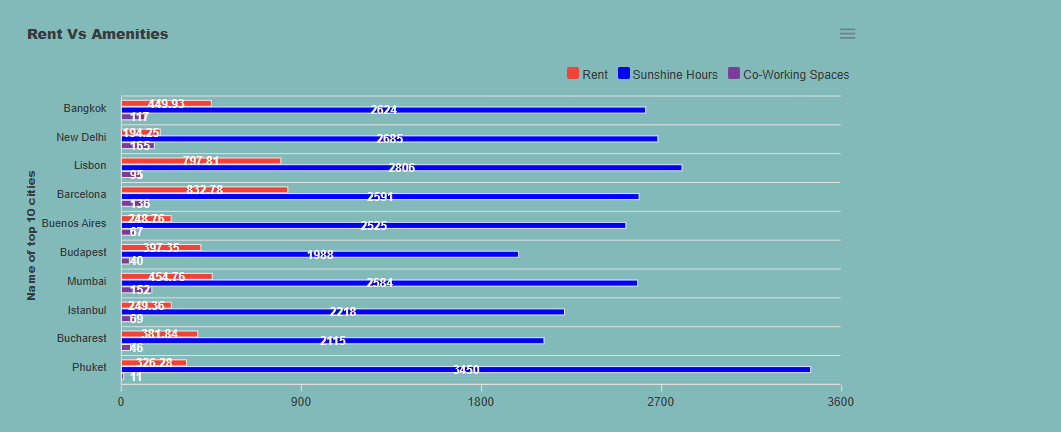 Rent Vs Amenities
Rent Sunshine Hours Co-Working Spaces
Name of top 10 cities
Bangkok 449.93 2624 117
New Delhi 194.25 2685 165
Lisbon 797.81 2806 95
Barcelona 832.78 2591 136
Buenos Aires 248.76 2525 67
Budapest 397.35 1988 40
Mumbai 454.76 2584 152
Istanbul 249.36 2218 69
Bucharest 381.84 2115 46
Phuket 326.28 3450 11
0 900 1800 2700 3600